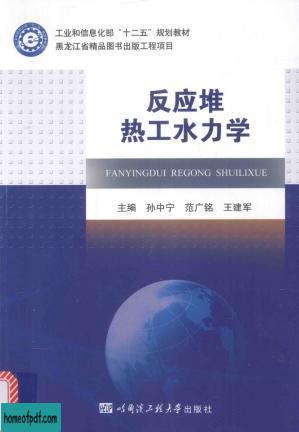 工业和信息化部“十二五”规划教材
黑龙江省精品图书出版工程项目
反应堆
热工水力学
FANYINGDUI REGONG SHUILIXUE
主编 孙中宁 范广铭 王建军
哈尔滨工程大学出版社
homeofpdf.com